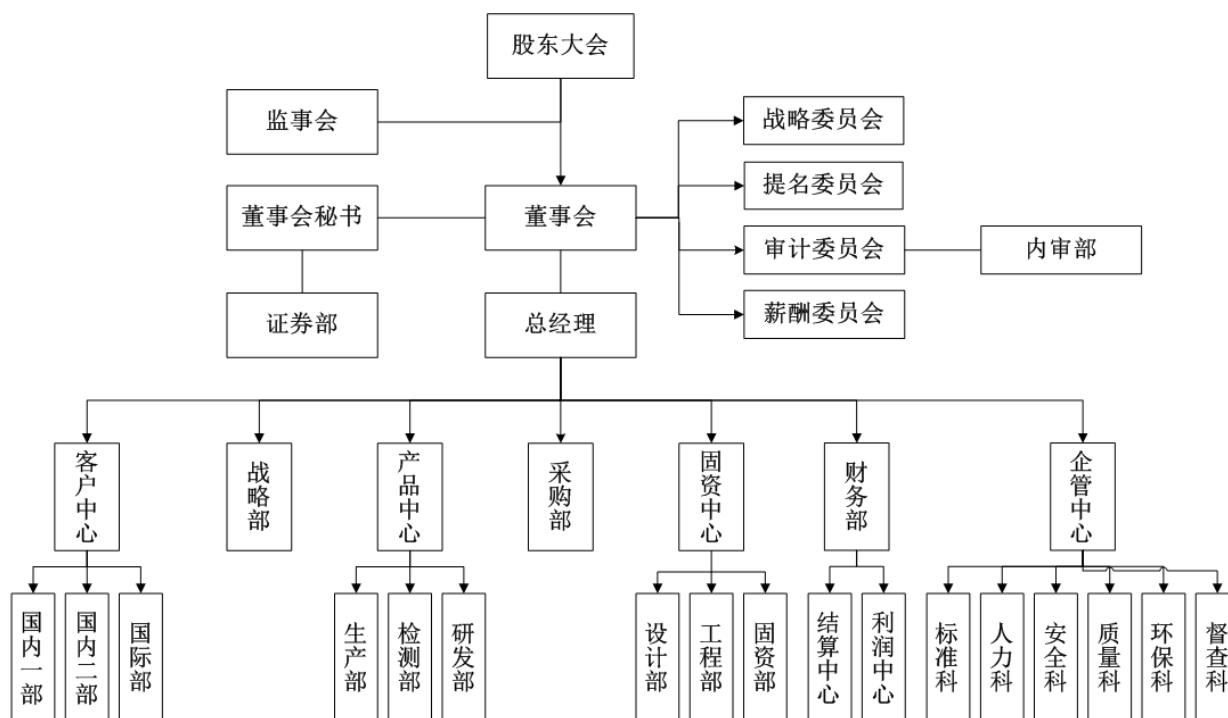 股东大会
监事会
战略委员会
提名委员会
董事会秘书
董事会
审计委员会
内审部
证券部
总经理
薪酬委员会
客户中心
战略部
产品中心
采购部
固资中心
财务部
企管中心
国内一部
国内二部
国际部
生产部
检测部
研发部
设计部
工程部
固资部
结算中心
利润中心
标准科
人力科
安全科
质量科
环保科
督查科